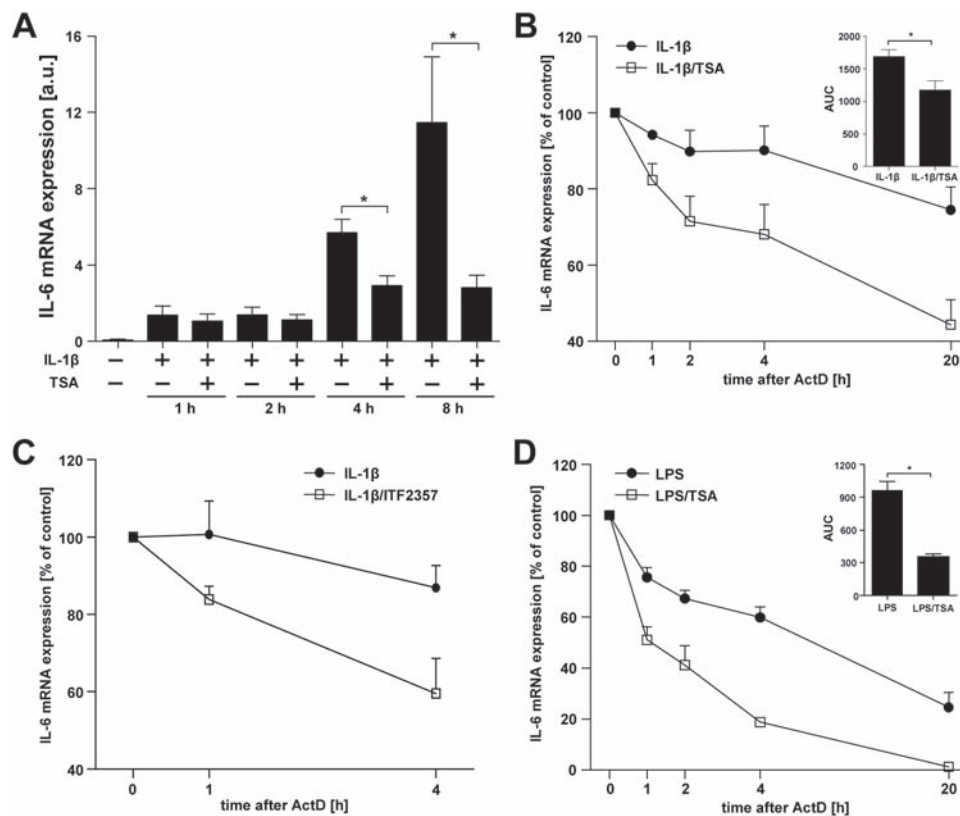 A
IL-6 mRNA expression [a.u.]
16
12
8
4
0
*
*
IL-1β − + + + + + + + +
TSA − − + − + − + − +
1 h 2 h 4 h 8 h
B
IL-6 mRNA expression [% of control]
120
100
80
60
40
IL-1β
IL-1β/TSA
0 1 2 4 20
time after ActD [h]
AUC
2000
1500
1000
500
0
*
IL-1β IL-1β/TSA
C
IL-6 mRNA expression [% of control]
120
100
80
60
40
IL-1β
IL-1β/ITF2357
0 1 4
time after ActD [h]
D
IL-6 mRNA expression [% of control]
120
100
80
60
40
20
0
LPS
LPS/TSA
0 1 2 4 20
time after ActD [h]
AUC
1200
900
600
300
0
*
LPS LPS/TSA